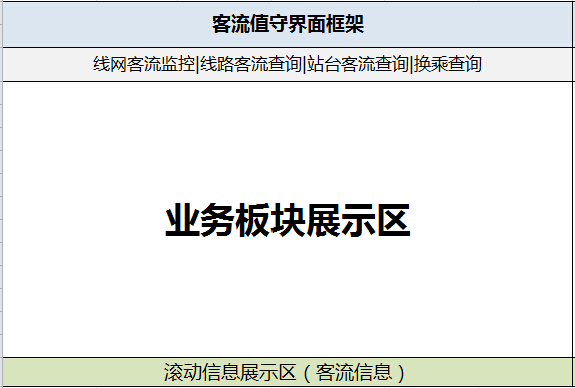 客流值守界面框架
线网客流监控|线路客流查询|站台客流查询|换乘查询
业务板块展示区
滚动信息展示区（客流信息）